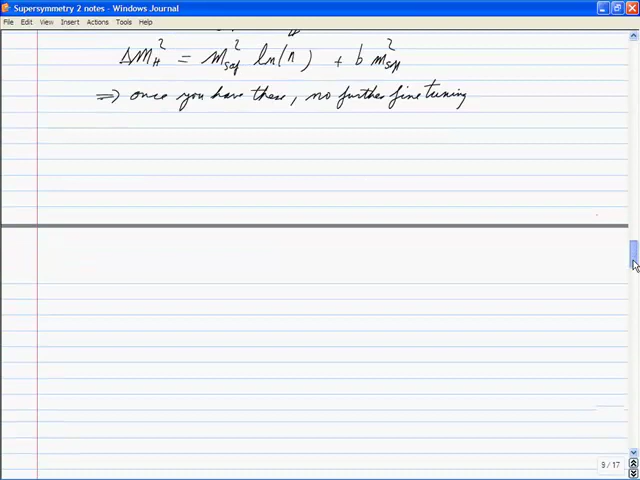 Supersymmetry 2 notes - Windows Journal
File Edit View Insert Actions Tools Help
ΔM_H^2 = m_soft^2 ln( ) + b m_soft^2
⇒ once you have these, no further fine tuning
9 / 17